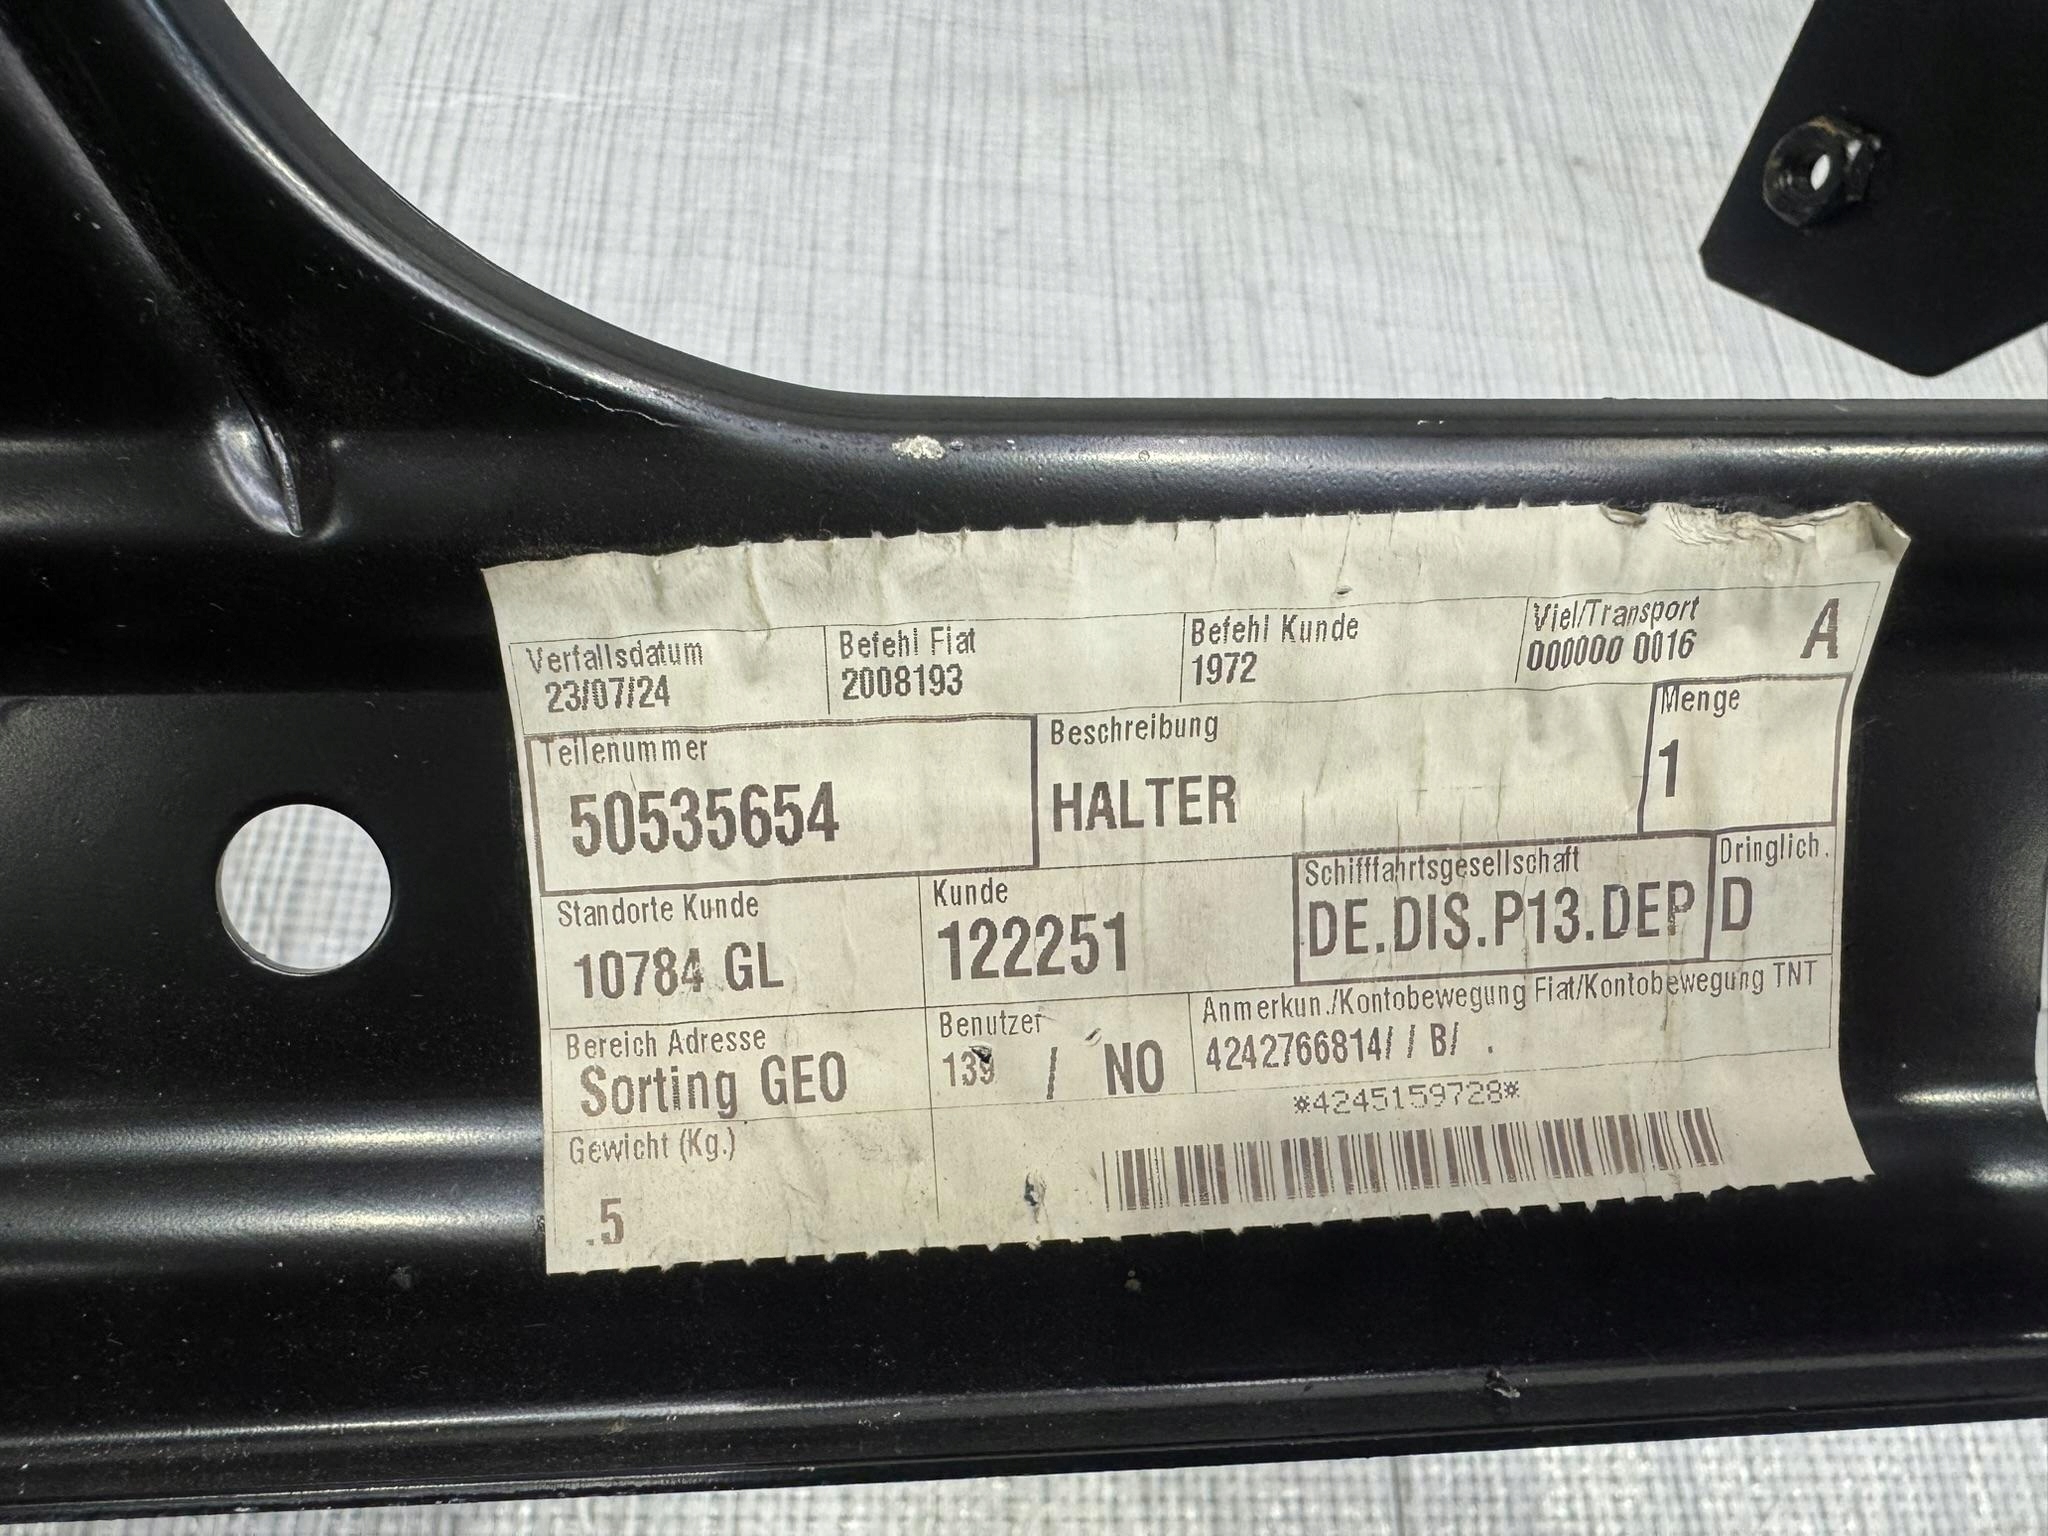 Verfallsdatum
23/07/24
Befehl Fiat
2008193
Befehl Kunde
1972
Viel/Transport
000000 0016
A
Teilenummer
50535654
Beschreibung
HALTER
Menge
1
Standorte Kunde
10784 GL
Kunde
122251
Schifffahrtsgesellschaft
DE.DIS.P13.DEP
Dringlich.
D
Bereich Adresse
Sorting GEO
Benutzer
139 / NO
Anmerkun./Kontobewegung Fiat/Kontobewegung TNT
4242766814/ / B/ .
*4245159728*
Gewicht (Kg.)
.5